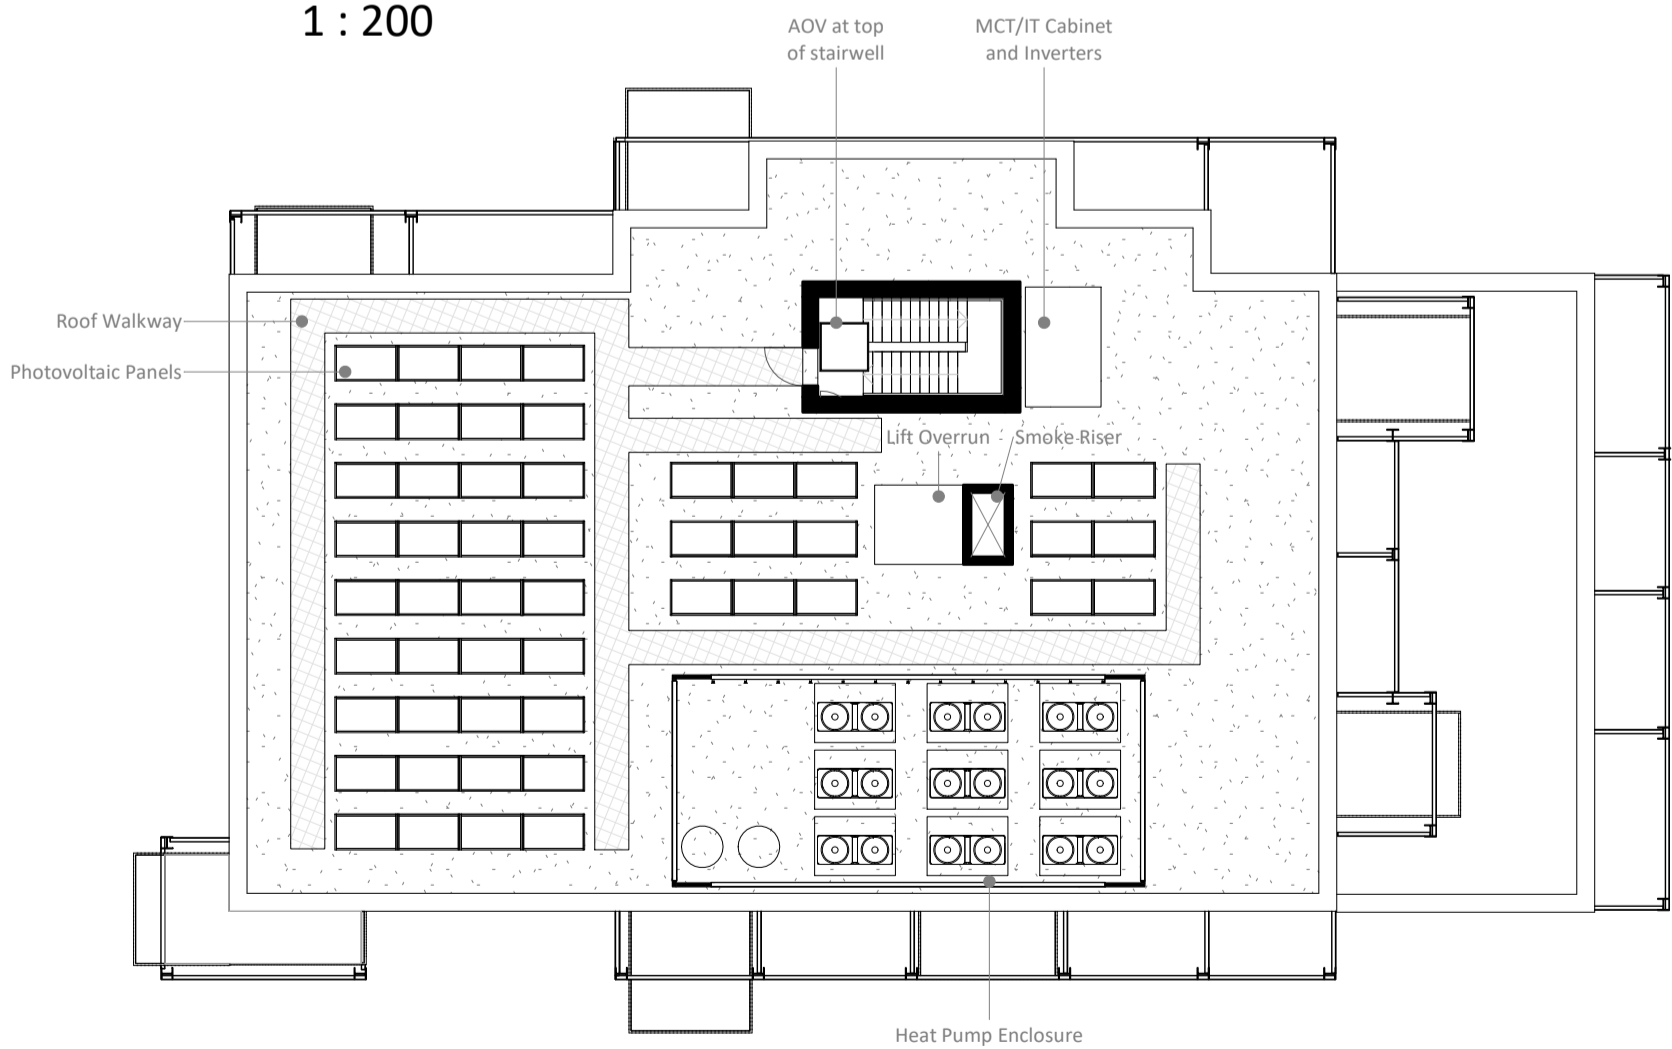 1 : 200
AOV at top
of stairwell
MCT/IT Cabinet
and Inverters
Roof Walkway
Photovoltaic Panels
Lift Overrun
Smoke Riser
Heat Pump Enclosure